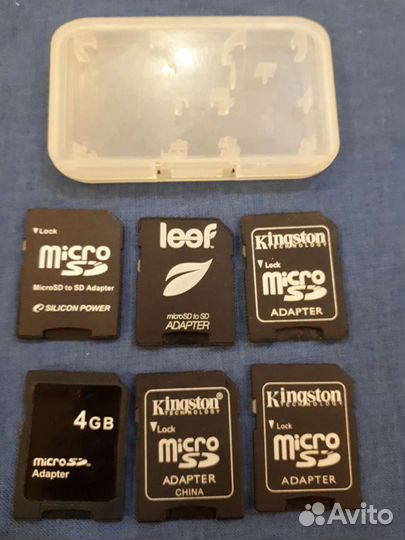 Lock
micro
SD
MicroSD to SD Adapter
SILICON POWER
leef
microSD to SD
ADAPTER
Kingston
TECHNOLOGY
Lock
micro
SD
ADAPTER
4GB
micro SD
Adapter
Kingston
TECHNOLOGY
Lock
micro
SD
ADAPTER
CHINA
Kingston
TECHNOLOGY
Lock
micro
SD
ADAPTER
Avito